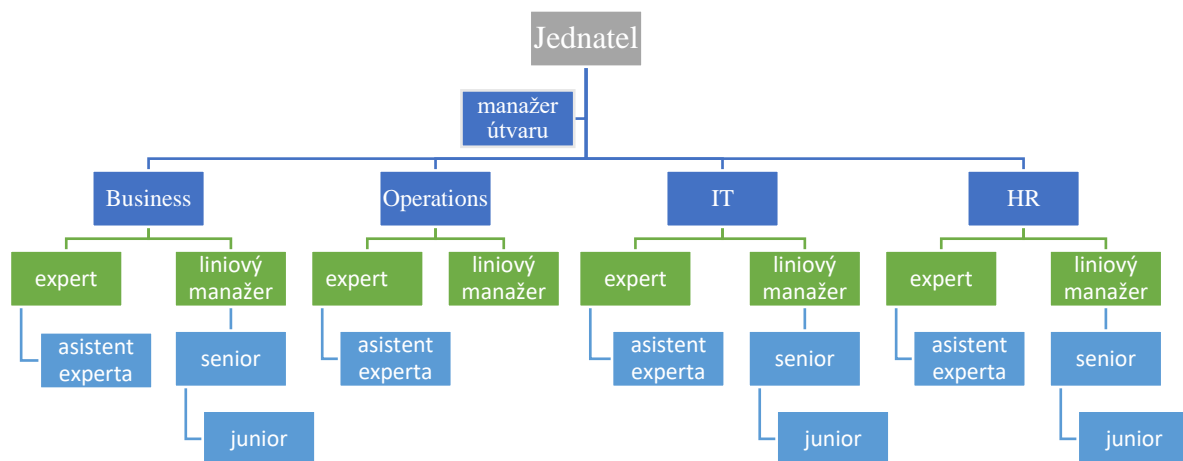 Jednatel
manažer
útvaru
Business
Operations
IT
HR
expert
liniový
manažer
expert
liniový
manažer
expert
liniový
manažer
expert
liniový
manažer
asistent
experta
senior
asistent
experta
asistent
experta
senior
asistent
experta
senior
junior
junior
junior